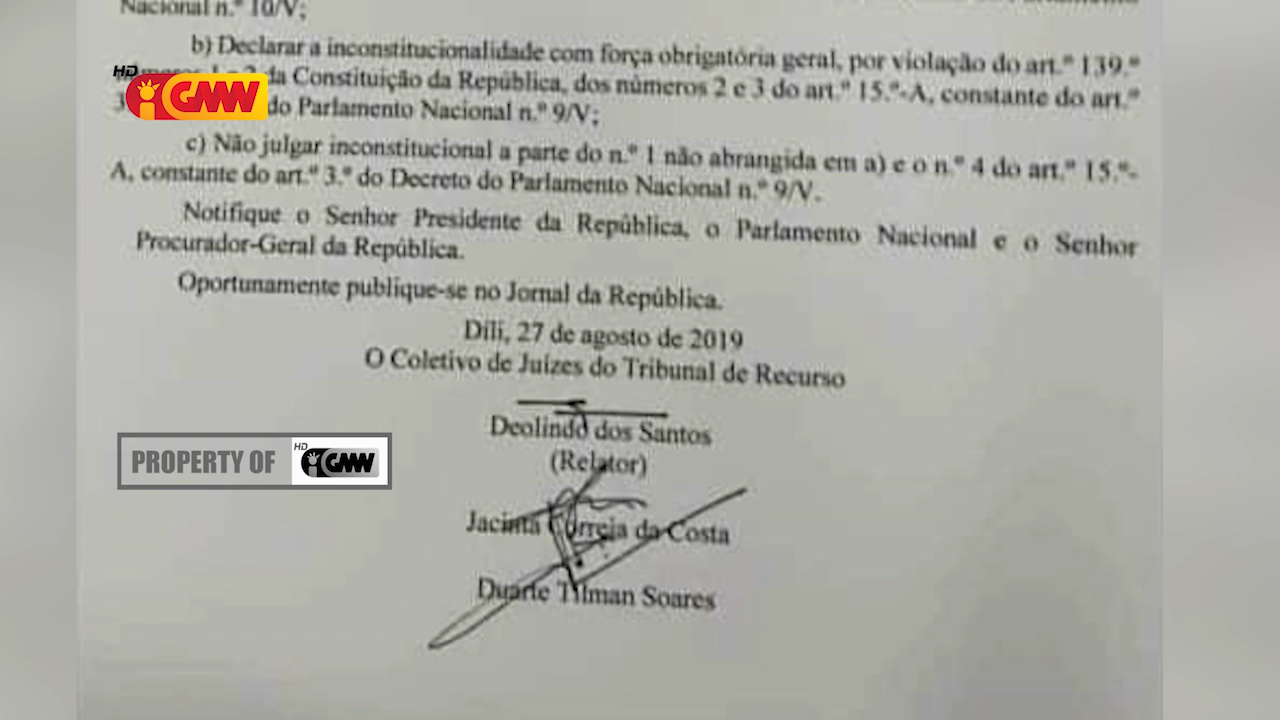 Nacional n.º 10/V;
b) Declarar a inconstitucionalidade com força obrigatória geral, por violação do art.º 139.º
1 e 2 da Constituição da República, dos números 2 e 3 do art.º 15.º-A, constante do art.º
do Parlamento Nacional n.º 9/V;
c) Não julgar inconstitucional a parte do n.º 1 não abrangida em a) e o n.º 4 do art.º 15.º-
A, constante do art.º 3.º do Decreto do Parlamento Nacional n.º 9/V.
Notifique o Senhor Presidente da República, o Parlamento Nacional e o Senhor
Procurador-Geral da República.
Oportunamente publique-se no Jornal da República.
Díli, 27 de agosto de 2019
O Coletivo de Juízes do Tribunal de Recurso
Deolindo dos Santos
(Relator)
Jacinta Correia da Costa
Duarte Tilman Soares
HD GMN
PROPERTY OF HD GMN